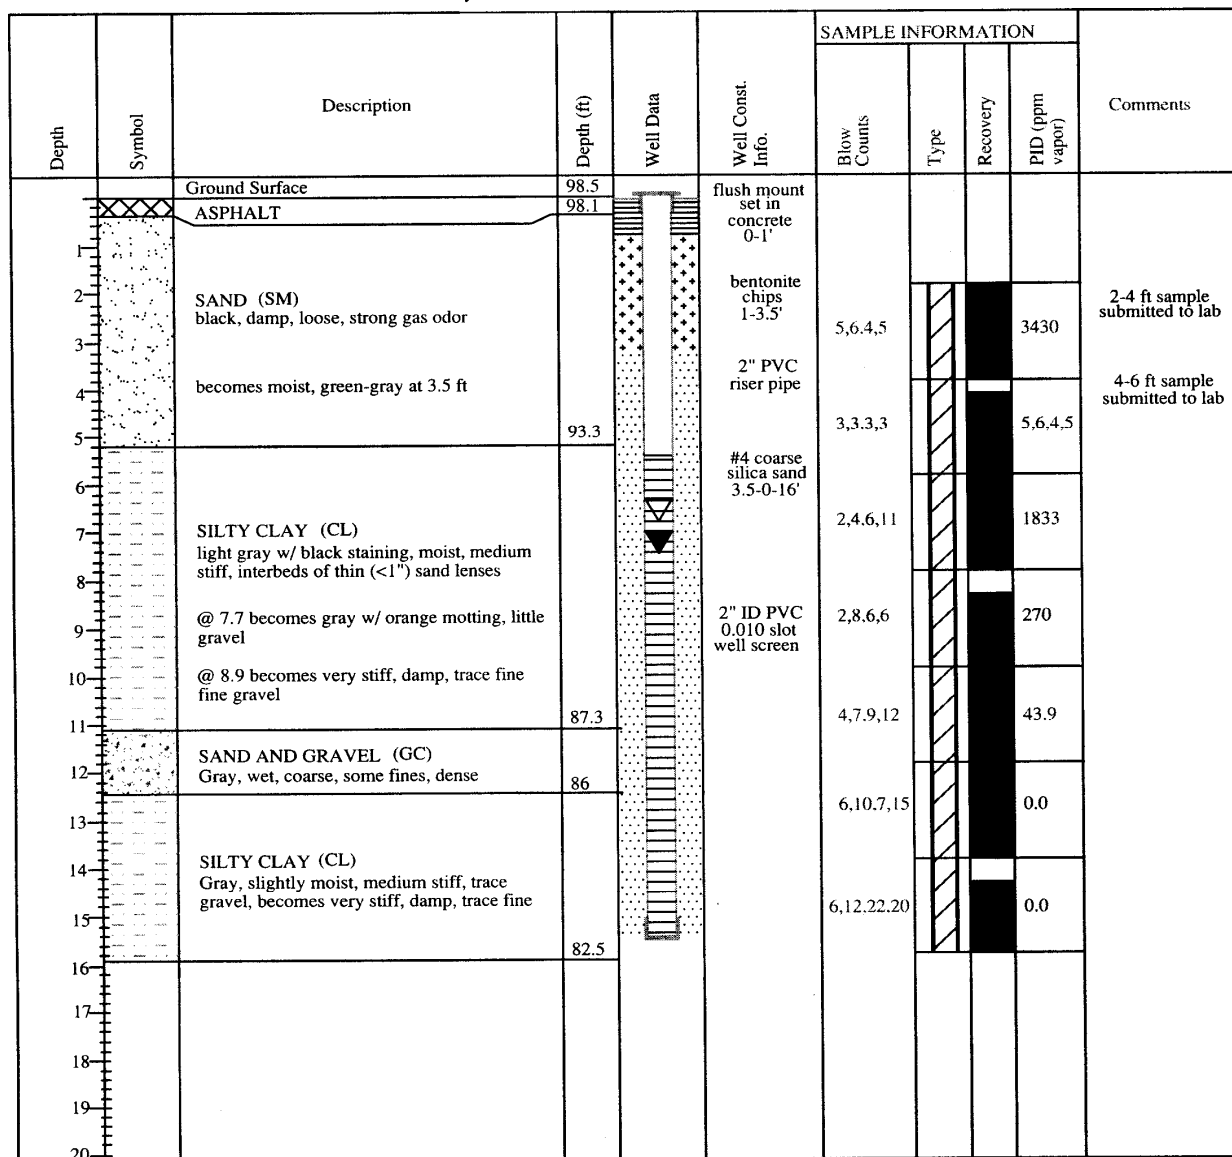 SAMPLE INFORMATION
Depth
Symbol
Description
Depth (ft)
Well Data
Well Const.
Info.
Blow
Counts
Type
Recovery
PID (ppm
vapor)
Comments
Ground Surface
98.5
ASPHALT
98.1
flush mount
set in
concrete
0-1'
1
2
3
4
5
6
7
8
9
10
11
12
13
14
15
16
17
18
19
20
SAND (SM)
black, damp, loose, strong gas odor
becomes moist, green-gray at 3.5 ft
93.3
SILTY CLAY (CL)
light gray w/ black staining, moist, medium
stiff, interbeds of thin (<1") sand lenses
@ 7.7 becomes gray w/ orange motting, little
gravel
@ 8.9 becomes very stiff, damp, trace fine
fine gravel
87.3
SAND AND GRAVEL (GC)
Gray, wet, coarse, some fines, dense
86
SILTY CLAY (CL)
Gray, slightly moist, medium stiff, trace
gravel, becomes very stiff, damp, trace fine
82.5
bentonite
chips
1-3.5'
2" PVC
riser pipe
#4 coarse
silica sand
3.5-0-16'
2" ID PVC
0.010 slot
well screen
5,6.4,5
3430
3,3.3,3
5,6.4,5
2,4.6,11
1833
2,8.6,6
270
4,7.9,12
43.9
6,10.7,15
0.0
6,12.22.20
0.0
2-4 ft sample
submitted to lab
4-6 ft sample
submitted to lab